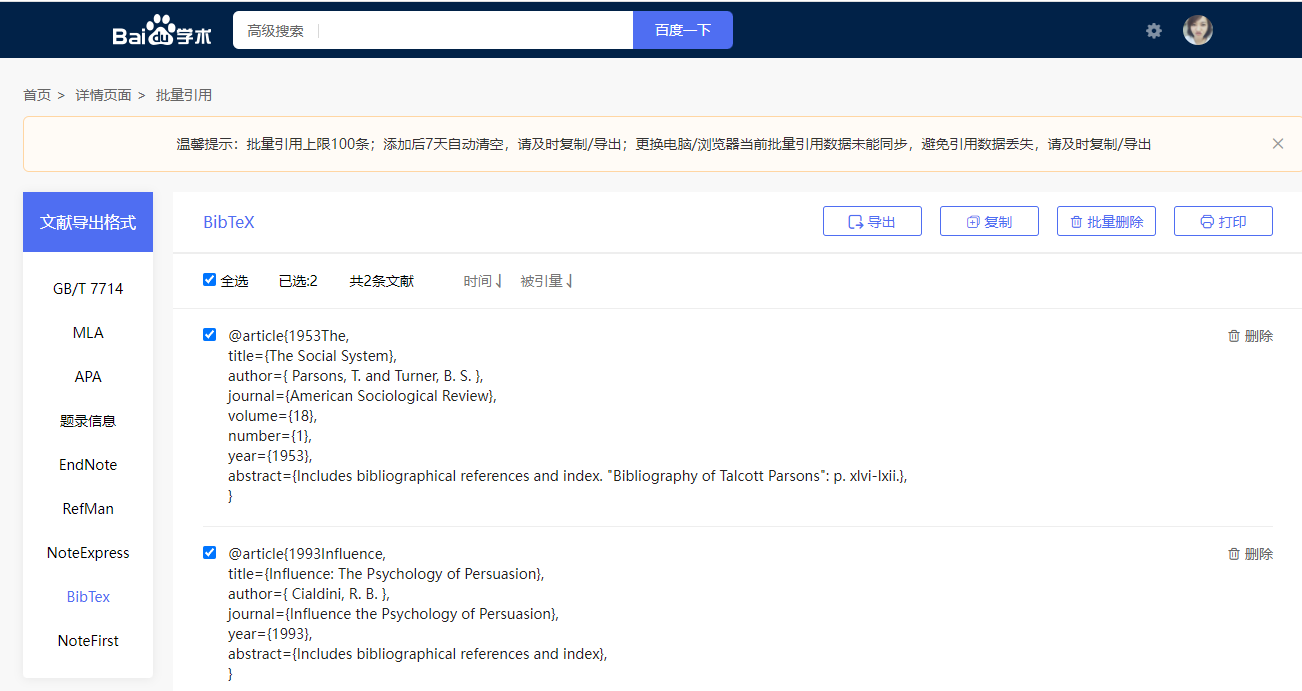 Baidu学术
高级搜索
百度一下
首页 > 详情页面 > 批量引用
温馨提示：批量引用上限100条；添加后7天自动清空，请及时复制/导出；更换电脑/浏览器当前批量引用数据未能同步，避免引用数据丢失，请及时复制/导出
文献导出格式
GB/T 7714
MLA
APA
题录信息
EndNote
RefMan
NoteExpress
BibTex
NoteFirst
BibTeX
导出
复制
批量删除
打印
全选 已选:2 共2条文献 时间 被引量
@article{1953The,
删除
title={The Social System},
author={ Parsons, T. and Turner, B. S. },
journal={American Sociological Review},
volume={18},
number={1},
year={1953},
abstract={Includes bibliographical references and index. "Bibliography of Talcott Parsons": p. xlvi-lxii.},
}
@article{1993Influence,
删除
title={Influence: The Psychology of Persuasion},
author={ Cialdini, R. B. },
journal={Influence the Psychology of Persuasion},
year={1993},
abstract={Includes bibliographical references and index},
}